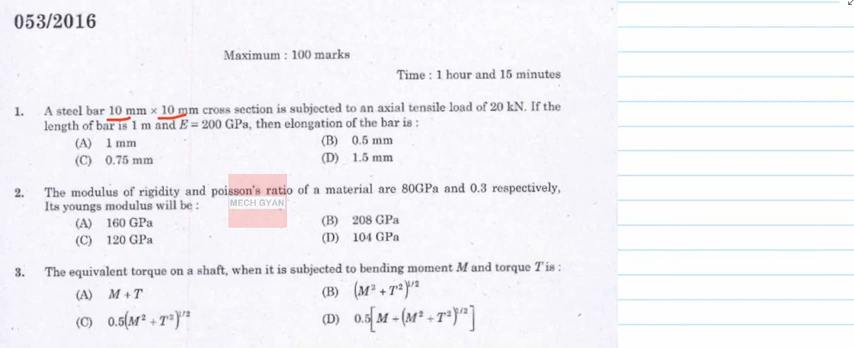 053/2016
Maximum : 100 marks
Time : 1 hour and 15 minutes
1. A steel bar 10 mm × 10 mm cross section is subjected to an axial tensile load of 20 kN. If the
length of bar is 1 m and E = 200 GPa, then elongation of the bar is :
(A) 1 mm (B) 0.5 mm
(C) 0.75 mm (D) 1.5 mm
2. The modulus of rigidity and poisson's ratio of a material are 80GPa and 0.3 respectively,
Its youngs modulus will be :
MECH GYAN
(A) 160 GPa (B) 208 GPa
(C) 120 GPa (D) 104 GPa
3. The equivalent torque on a shaft, when it is subjected to bending moment M and torque T is :
(A) M + T (B) (M² + T²)^1/2
(C) 0.5(M² + T²)^1/2 (D) 0.5[M + (M² + T²)^1/2]